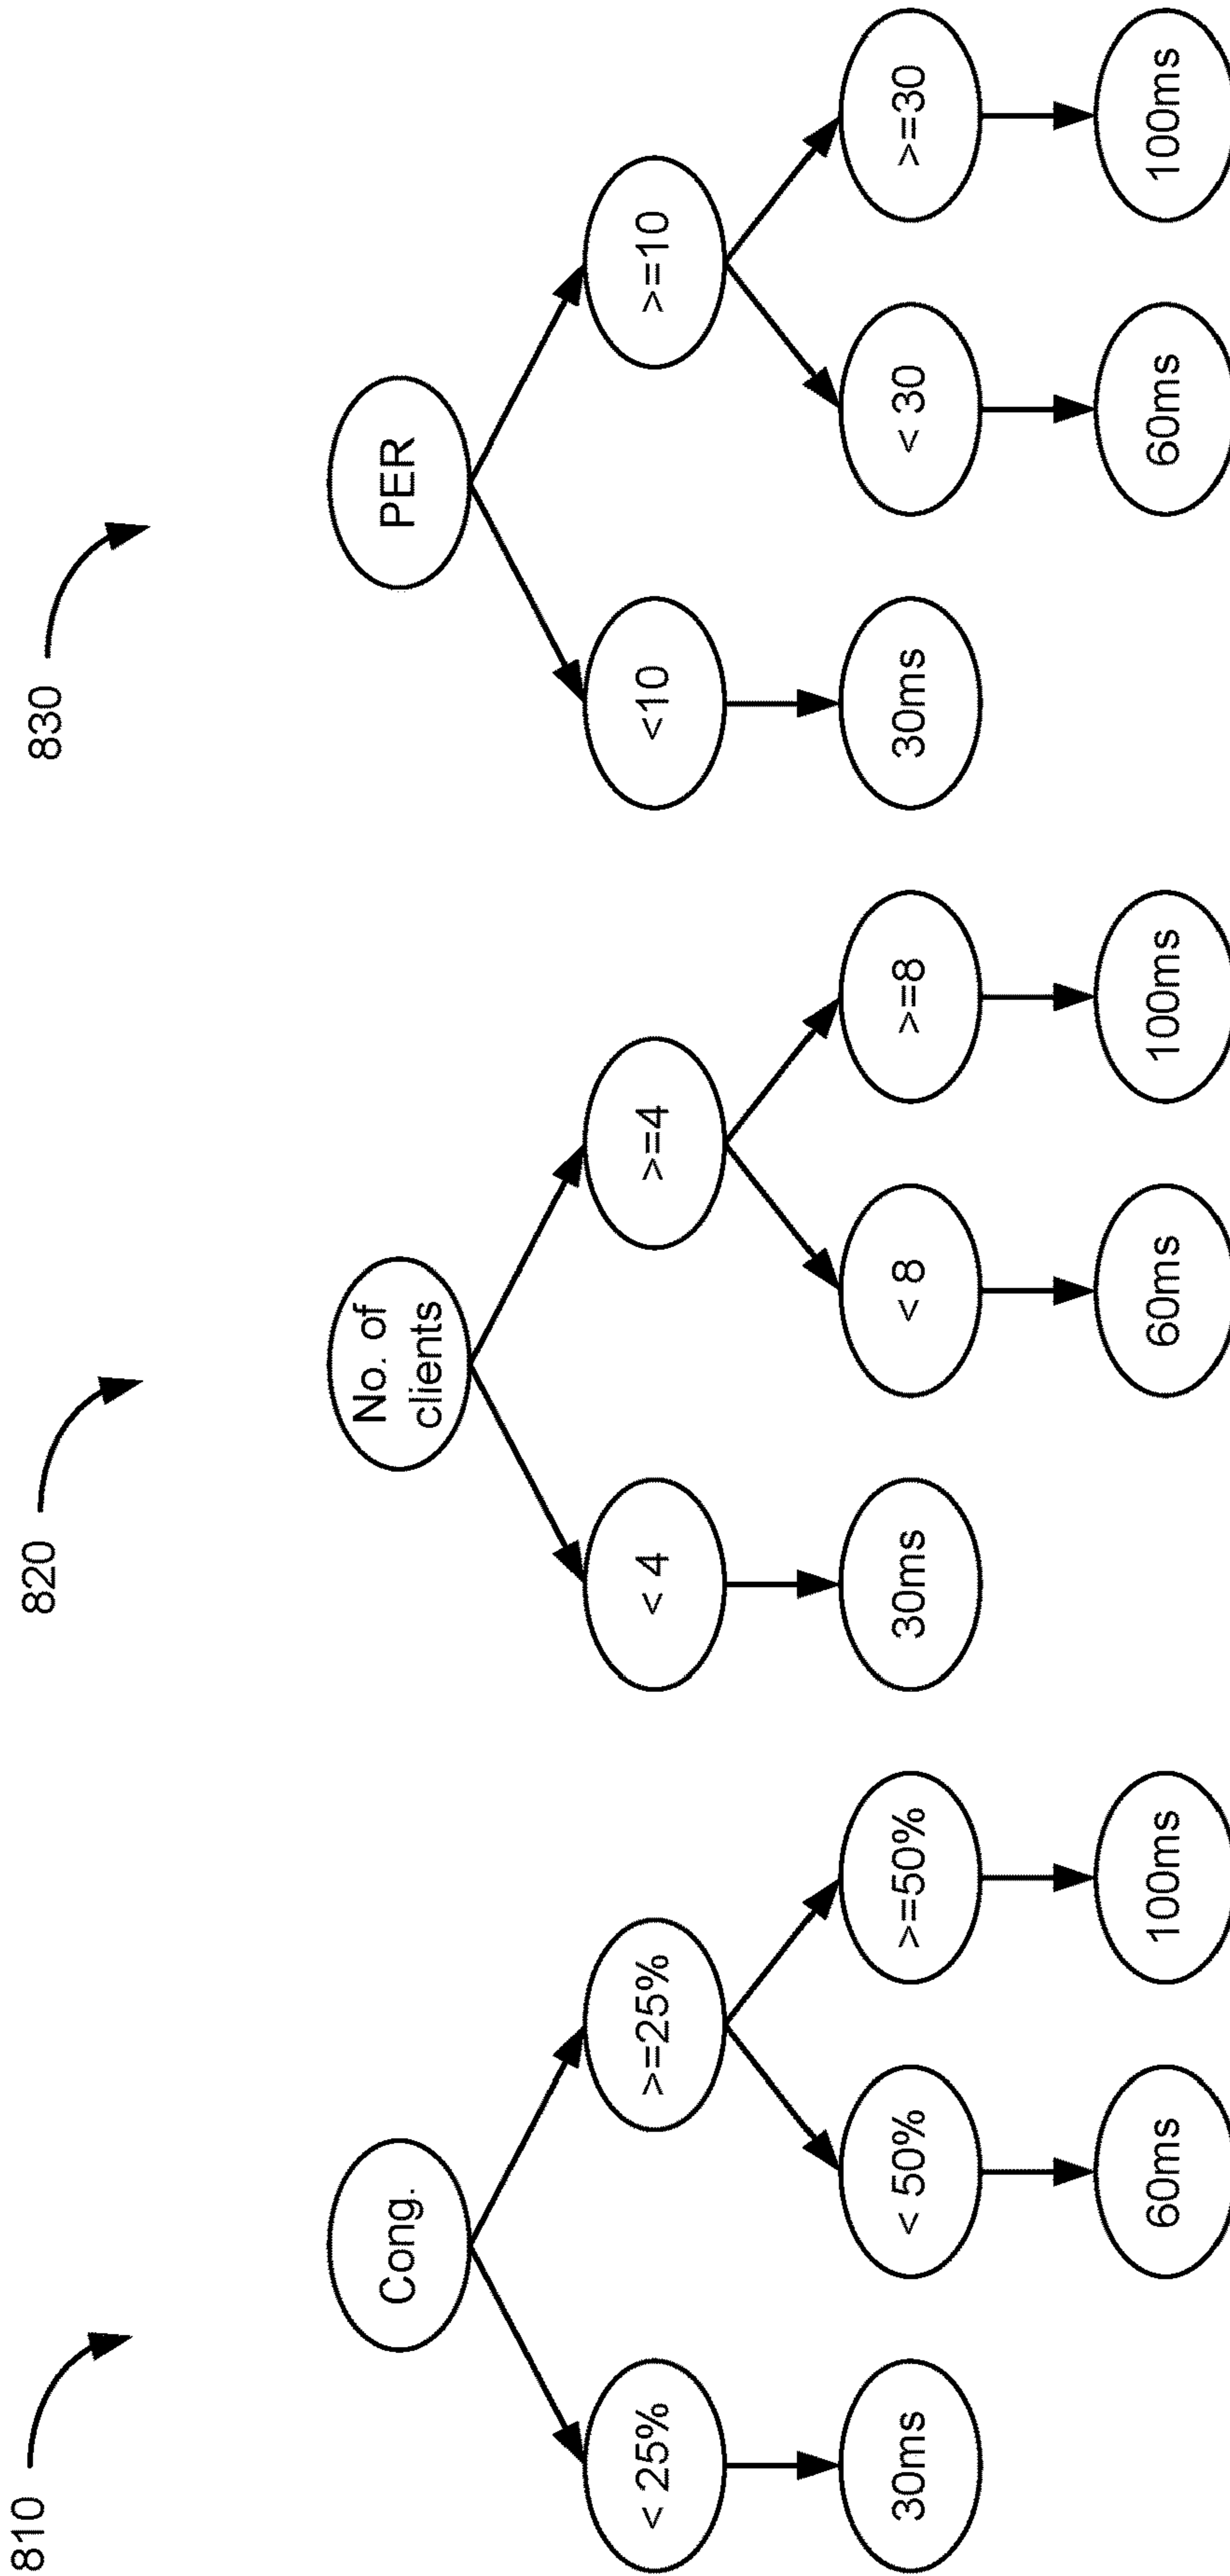 810
Cong.
< 25%
>=25%
30ms
< 50%
>=50%
60ms
100ms
820
No. of
clients
< 4
>=4
30ms
< 8
>=8
60ms
100ms
830
PER
<10
>=10
30ms
< 30
>=30
60ms
100ms